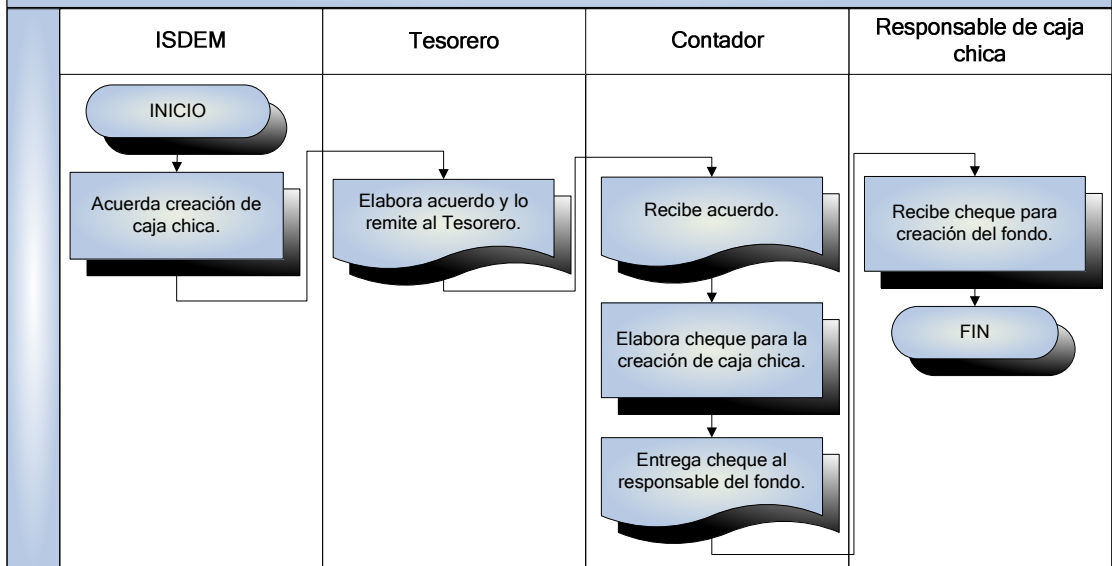 ISDEM
Tesorero
Contador
Responsable de caja
chica
INICIO
Acuerda creación de
caja chica.
Elabora acuerdo y lo
remite al Tesorero.
Recibe acuerdo.
Elabora cheque para la
creación de caja chica.
Entrega cheque al
responsable del fondo.
Recibe cheque para
creación del fondo.
FIN